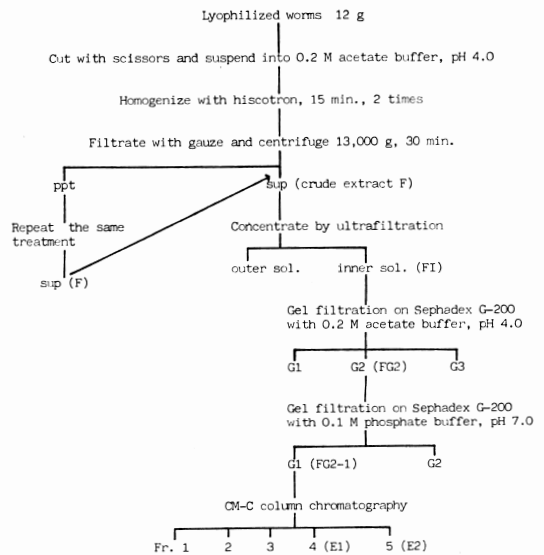 Lyophilized worms 12 g
Cut with scissors and suspend into 0.2 M acetate buffer, pH 4.0
Homogenize with hiscotron, 15 min., 2 times
Filtrate with gauze and centrifuge 13,000 g, 30 min.
ppt
sup (crude extract F)
Repeat the same
treatment
sup (F)
Concentrate by ultrafiltration
outer sol.
inner sol. (FI)
Gel filtration on Sephadex G-200
with 0.2 M acetate buffer, pH 4.0
G1 G2 (FG2) G3
Gel filtration on Sephadex G-200
with 0.1 M phosphate buffer, pH 7.0
G1 (FG2-1) G2
CM-C column chromatography
Fr. 1 2 3 4 (E1) 5 (E2)